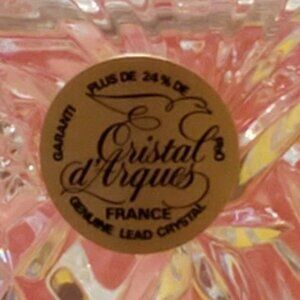 GARANTI PLUS DE 24% DE PbO
Cristal
d'Arques
FRANCE
GENUINE LEAD CRYSTAL